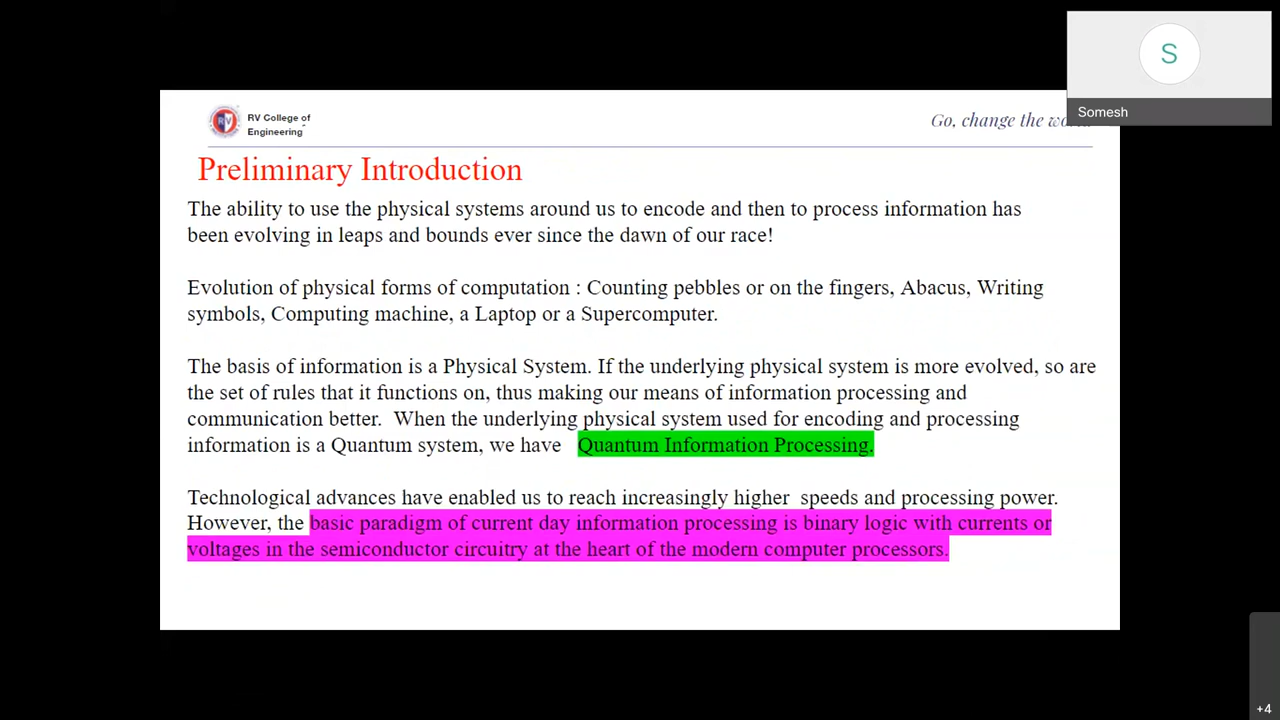 S
Somesh
RV College of
Engineering
Go, change the wo
Preliminary Introduction
The ability to use the physical systems around us to encode and then to process information has
been evolving in leaps and bounds ever since the dawn of our race!
Evolution of physical forms of computation : Counting pebbles or on the fingers, Abacus, Writing
symbols, Computing machine, a Laptop or a Supercomputer.
The basis of information is a Physical System. If the underlying physical system is more evolved, so are
the set of rules that it functions on, thus making our means of information processing and
communication better. When the underlying physical system used for encoding and processing
information is a Quantum system, we have Quantum Information Processing.
Technological advances have enabled us to reach increasingly higher speeds and processing power.
However, the basic paradigm of current day information processing is binary logic with currents or
voltages in the semiconductor circuitry at the heart of the modern computer processors.
+4